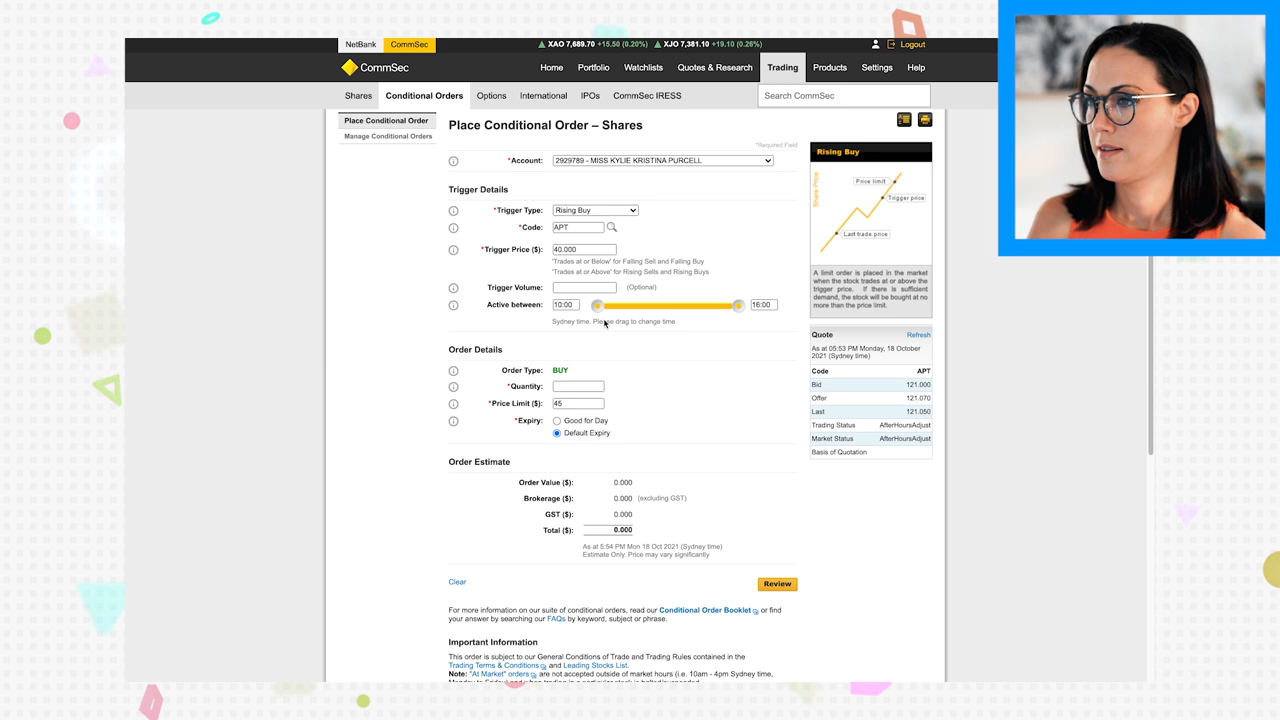 NetBank CommSec XAO 7,689.70 +15.50 (0.20%) XJO 7,381.10 +19.10 (0.26%) Logout
CommSec Home Portfolio Watchlists Quotes & Research Trading Products Settings Help
Shares Conditional Orders Options International IPOs CommSec IRESS Search CommSec
Place Conditional Order
Manage Conditional Orders
Place Conditional Order – Shares
*Required Field
*Account: 2929789 - MISS KYLIE KRISTINA PURCELL
Trigger Details
*Trigger Type: Rising Buy
*Code: APT
*Trigger Price ($): 40.000
'Trades at or Below' for Falling Sell and Falling Buy
'Trades at or Above' for Rising Sells and Rising Buys
Trigger Volume: (Optional)
Active between: 10:00 16:00
Sydney time. Please drag to change time
Order Details
Order Type: BUY
*Quantity:
*Price Limit ($): 45
*Expiry: Good for Day
Default Expiry
Order Estimate
Order Value ($): 0.000
Brokerage ($): 0.000 (excluding GST)
GST ($): 0.000
Total ($): 0.000
As at 5:54 PM Mon 18 Oct 2021 (Sydney time)
Estimate Only. Price may vary significantly
Clear Review
For more information on our suite of conditional orders, read our Conditional Order Booklet or find
your answer by searching our FAQs by keyword, subject or phrase.
Important Information
This order is subject to our General Conditions of Trade and Trading Rules contained in the
Trading Terms & Conditions and Leading Stocks List.
Note: "At Market" orders are not accepted outside of market hours (i.e. 10am - 4pm Sydney time,
Rising Buy
Share Price
Price limit
Trigger price
Last trade price
A limit order is placed in the market
when the stock trades at or above the
trigger price. If there is sufficient
demand, the stock will be bought at no
more than the price limit.
Quote Refresh
As at 05:53 PM Monday, 18 October
2021 (Sydney time)
Code APT
Bid 121.000
Offer 121.070
Last 121.050
Trading Status AfterHoursAdjust
Market Status AfterHoursAdjust
Basis of Quotation